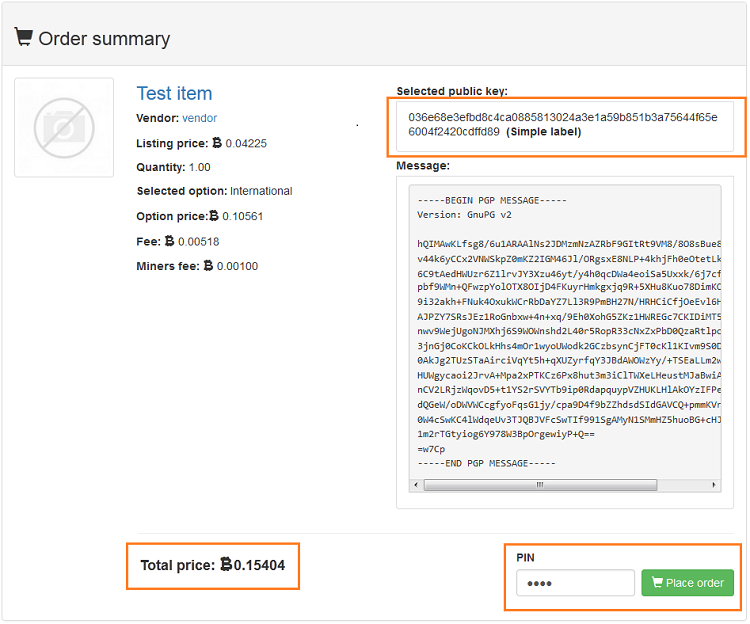 Order summary
Test item
Vendor: vendor
Listing price: 0.04225
Quantity: 1.00
Selected option: International
Option price: 0.10561
Fee: 0.00518
Miners fee: 0.00100
Selected public key:
036e68e3efbd8c4ca0885813024a3e1a59b851b3a75644f65e
6004f2420cdffd89 (Simple label)
Message:
-----BEGIN PGP MESSAGE-----
Version: GnuPG v2
hQIMAwKLfsg8/6u1ARAAlNs2JDMzmNzAZRbF9GItRt9VM8/8O8sBue8
v44k6yCCx2VNWSkpZ0mKZ2IGM46Jl/ORgsxE8NLP+4khjFh0eOtetLk
6C9tAedHWUzr6Z1lrvJY3Xzu46yt/y4h0qcDWa4eoiSa5Uxxk/6j7cf
pbf9WMn+QFwzpYolOTX8OIjD4FKuyrHmkgxjq9R+5XHu8Kuo78DimKC
9i32akh+FNuk4OxukWCrRbDaYZ7Ll3R9PmBH27N/HRHCiCfjOeEvl6H
AJPZY7SRsJEz1RoGnbxw+4n+xq/9Eh0XohG5ZKz1HWREGc7CKIDiMT5
nwv9WejUgoNJMXhj6S9WOWnshd2L40r5RopR33cNxZxPbD0QzaRtlpc
3jnGj0CoKCkOLkHhs4mOr1wyoUWodk2GCzbsynCjFT0cKl1KIvm9S0D
0AkJg2TUzSTaAirciVqYt5h+qXUZyrfqY3JBdAWOWzYy/+TSEaLLm2w
HUWgycaoi2JrvA+Mpa2xPTKCz6Px8hut3m3iClTWXeLHeustMJaBwiA
nCV2LRjzWqovD5+t1YS2rSVYTb9ip0RdapquypVZHUKLHlAkOYzIFPe
dQGeW/oDWVWCcgfyoFqsG1jy/cpa9D4f9bZZhdsdSIdGAVCQ+pmmKVr
0W4cSwKC4lWdqeUv3TJQBJVFcSwTIf991SgAMyN1SMmHZ5huoBG+cHJ
1m2rTGtyiog6Y978W3BpOrgewiyP+Q==
=w7Cp
-----END PGP MESSAGE-----
Total price: 0.15404
PIN
Place order